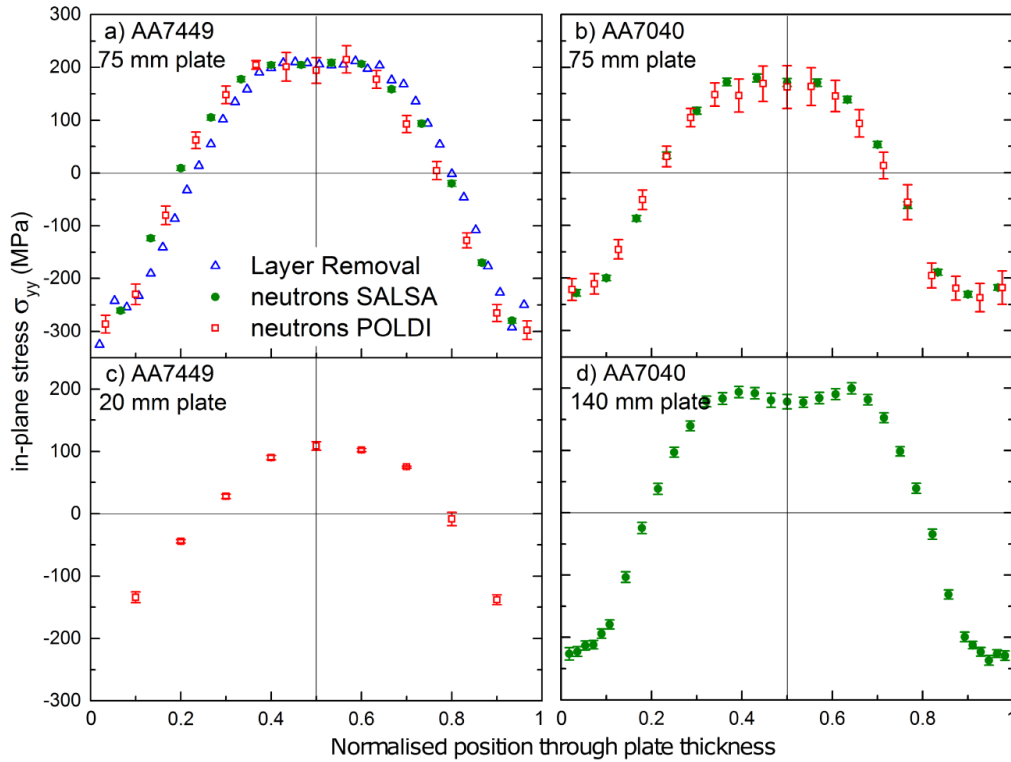 300
200
100
0
-100
-200
-300
a) AA7449
75 mm plate
Layer Removal
neutrons SALSA
neutrons POLDI
b) AA7040
75 mm plate
in-plane stress σyy (MPa)
200
100
0
-100
-200
-300
c) AA7449
20 mm plate
d) AA7040
140 mm plate
0 0.2 0.4 0.6 0.8 1
0.2 0.4 0.6 0.8 1
Normalised position through plate thickness